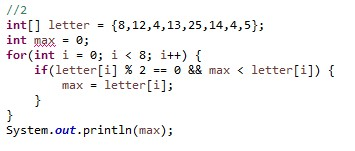 //2
int[] letter = {8,12,4,13,25,14,4,5};
int max = 0;
for(int i = 0; i < 8; i++) {
    if(letter[i] % 2 == 0 && max < letter[i]) {
        max = letter[i];
    }
}
System.out.println(max);